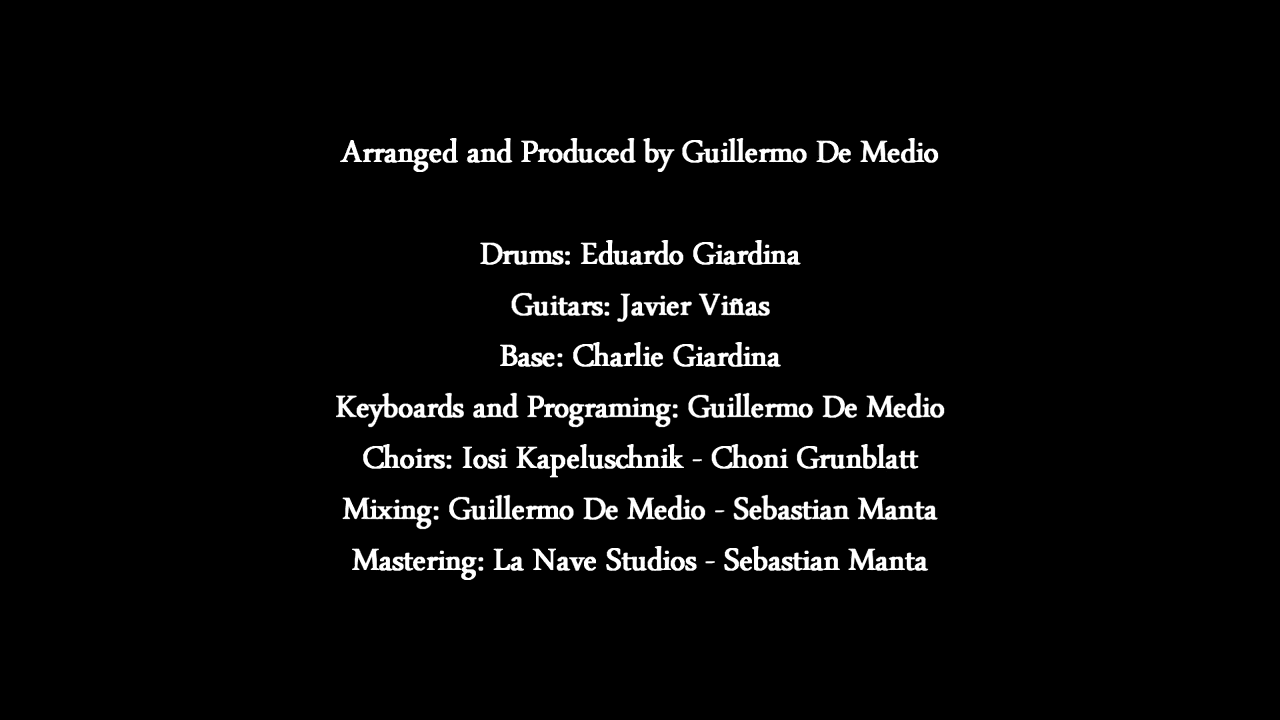 Arranged and Produced by Guillermo De Medio
Drums: Eduardo Giardina
Guitars: Javier Viñas
Base: Charlie Giardina
Keyboards and Programing: Guillermo De Medio
Choirs: Iosi Kapeluschnik - Choni Grunblatt
Mixing: Guillermo De Medio - Sebastian Manta
Mastering: La Nave Studios - Sebastian Manta